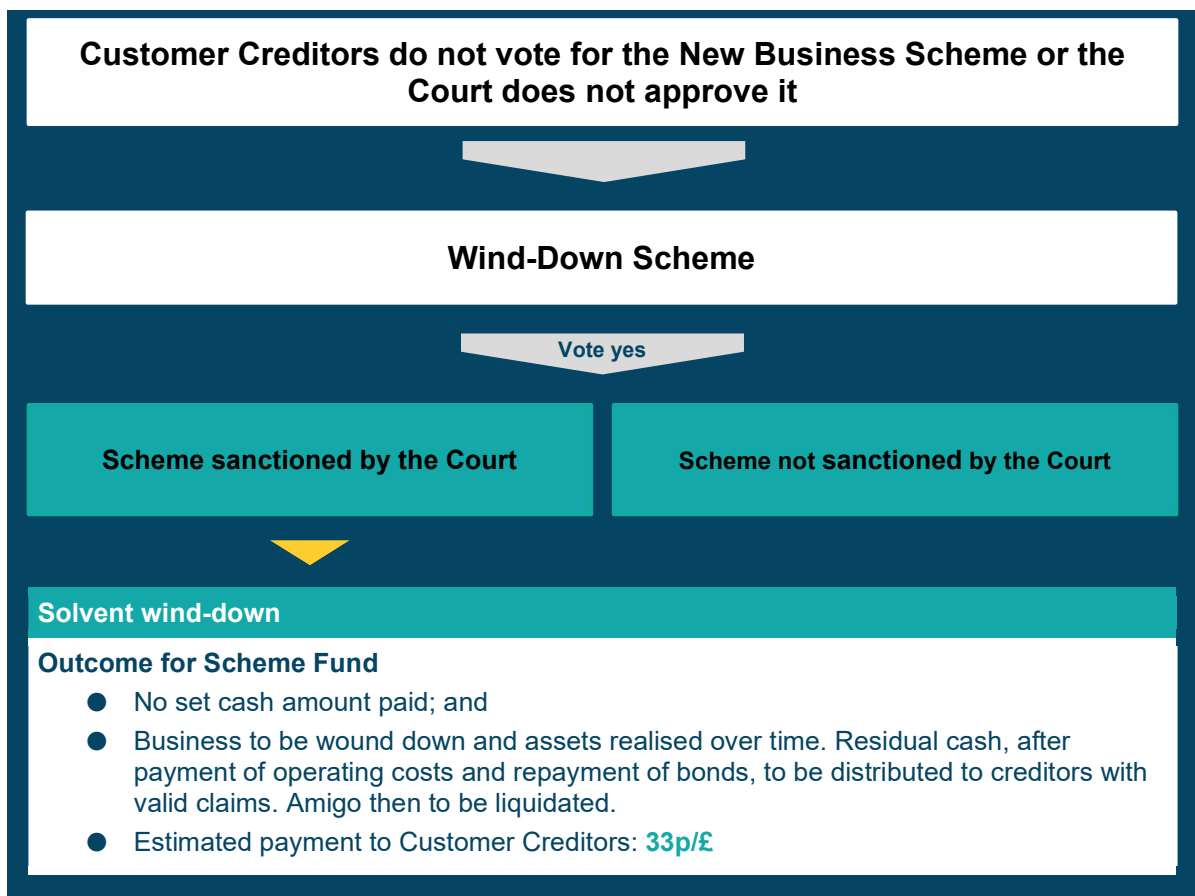 Customer Creditors do not vote for the New Business Scheme or the
Court does not approve it
Wind-Down Scheme
Vote yes
Scheme sanctioned by the Court
Scheme not sanctioned by the Court
Solvent wind-down
Outcome for Scheme Fund
● No set cash amount paid; and
● Business to be wound down and assets realised over time. Residual cash, after
payment of operating costs and repayment of bonds, to be distributed to creditors with
valid claims. Amigo then to be liquidated.
● Estimated payment to Customer Creditors: 33p/£